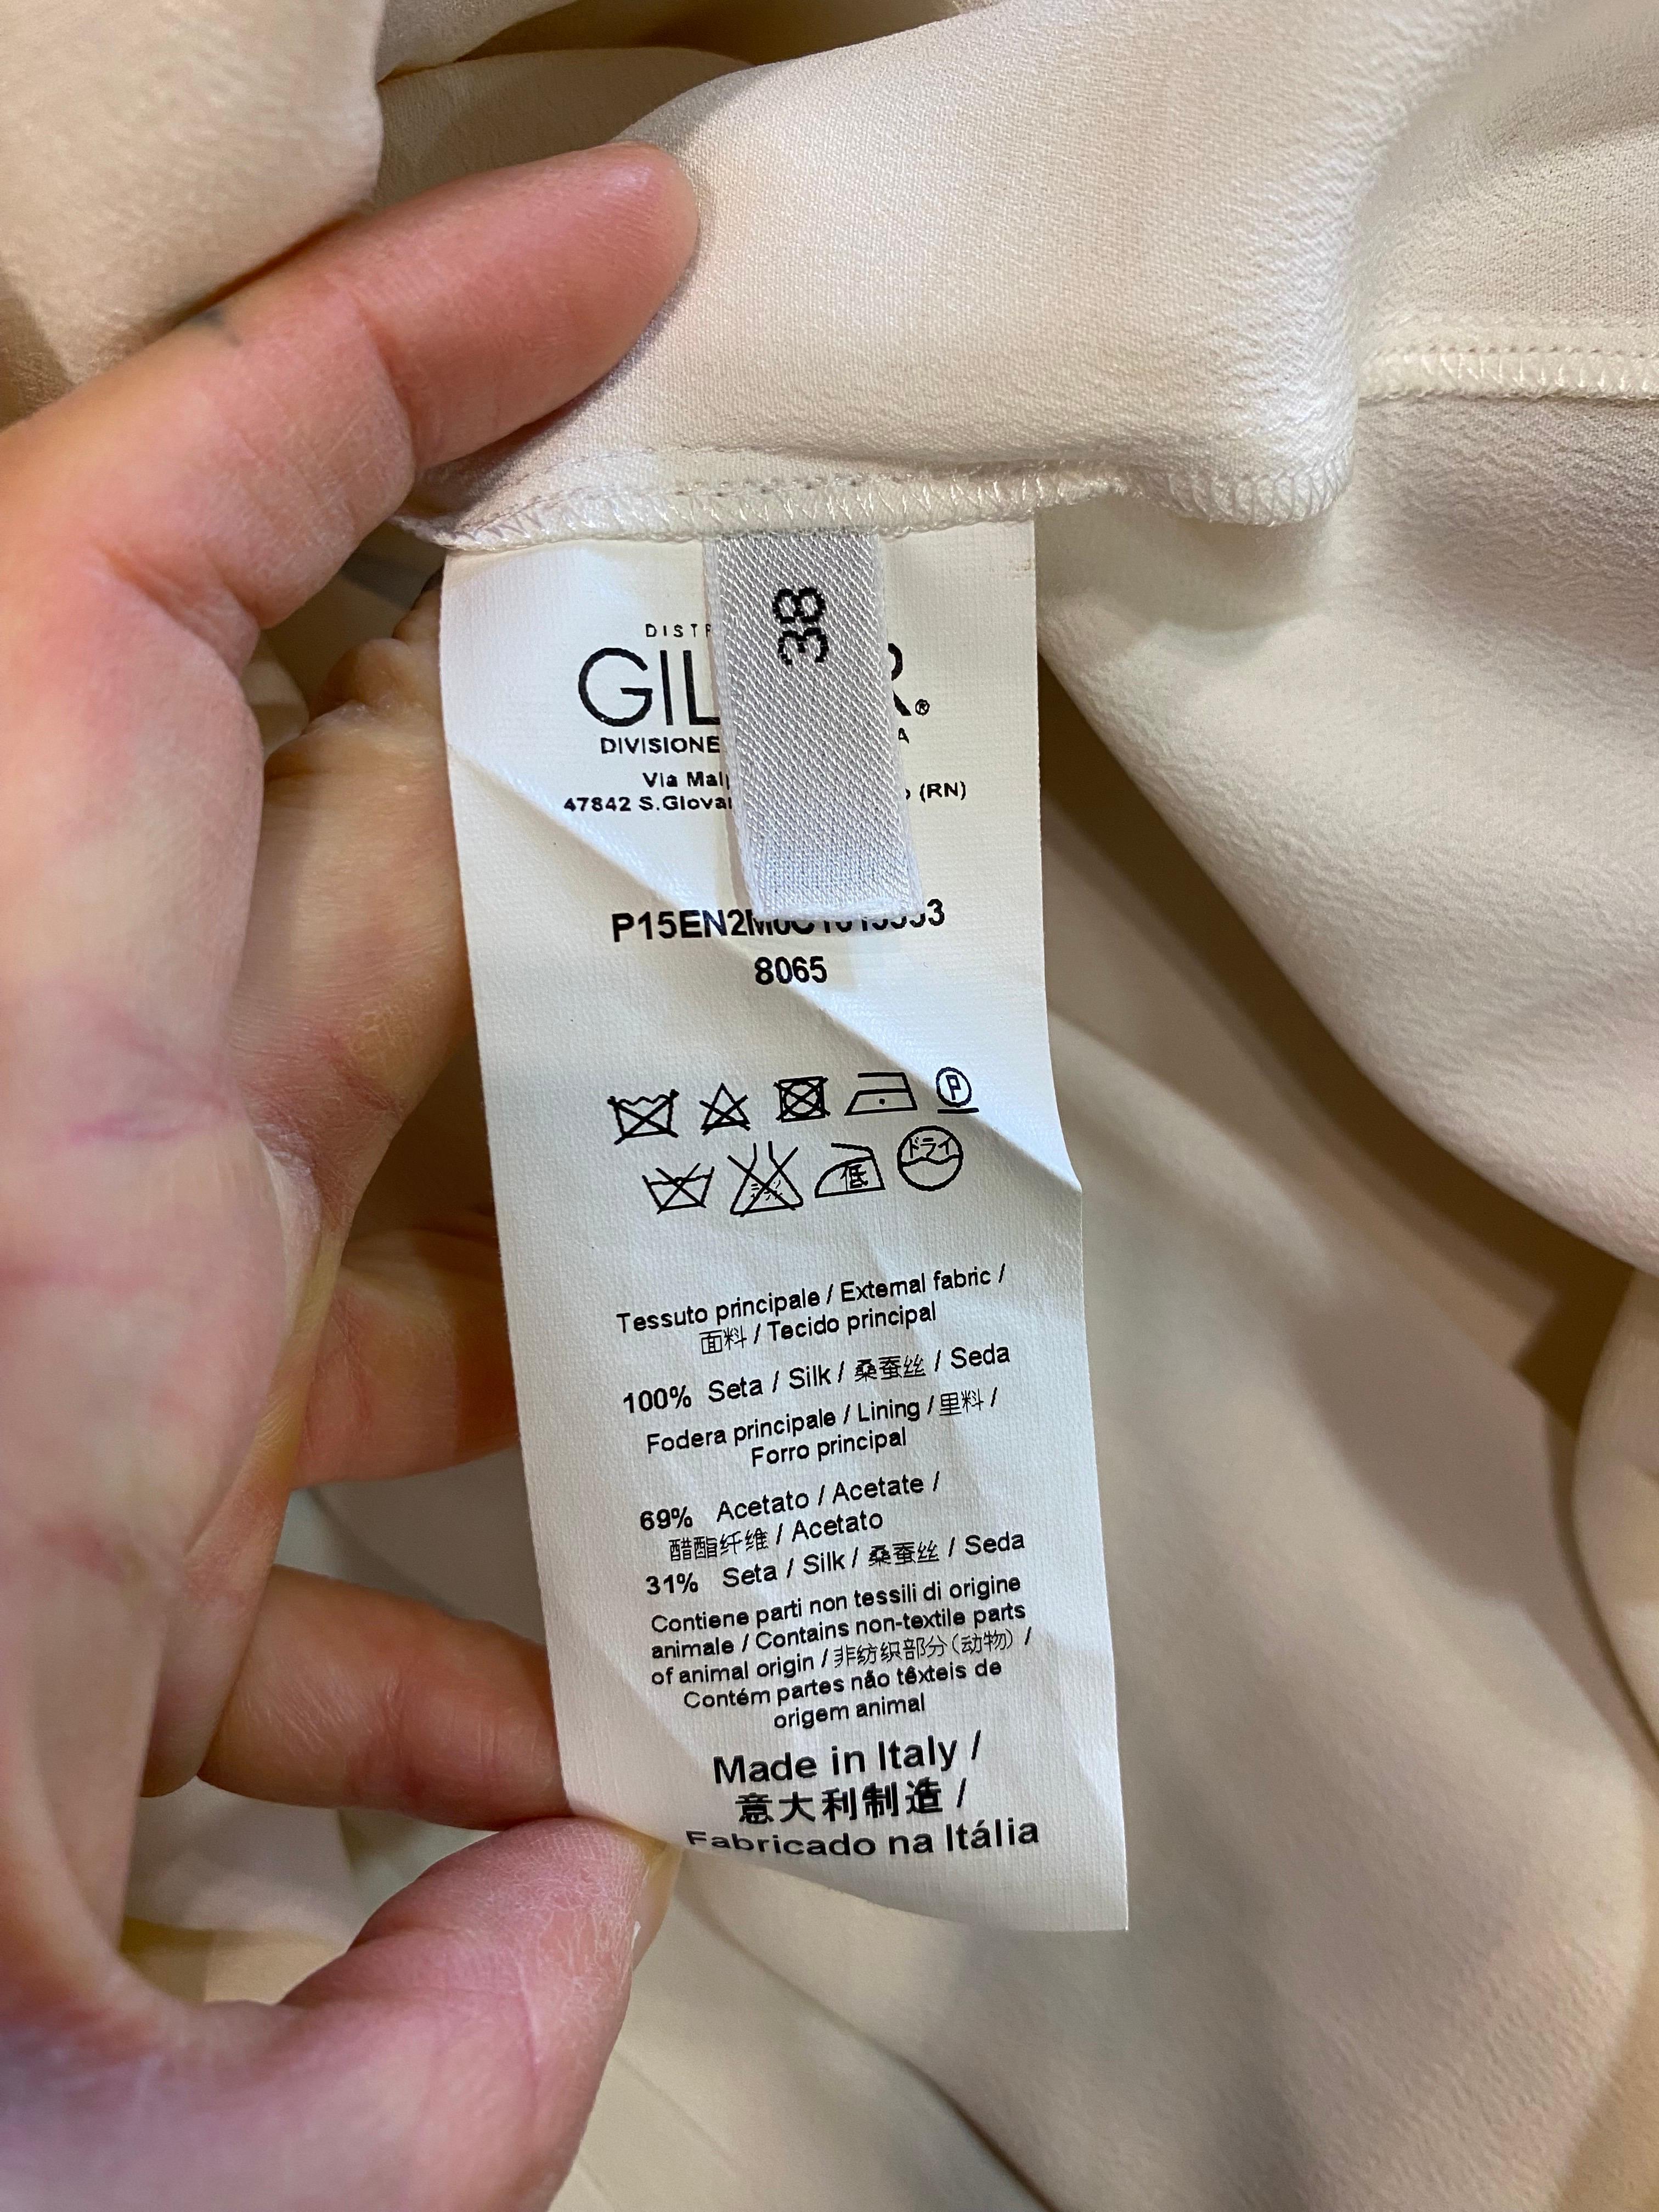 38
GIL
®
DIVISIONE
Via
47842
(RN)
8065
P
低
ドライ
Tessuto principale / External fabric /
面料 / Tecido principal
100% Seta / Silk / 桑蚕丝 / Seda
Fodera principale / Lining / 里料 /
Forro principal
69% Acetato / Acetate /
醋酯纤维 / Acetato
31% Seta / Silk / 桑蚕丝 / Seda
Contiene parti non tessili di origine
animale / Contains non-textile parts
of animal origin / 非纺织部分(动物) /
Contém partes não têxteis de
origem animal
Made in Italy /
意大利制造 /
Fabricado na Itália